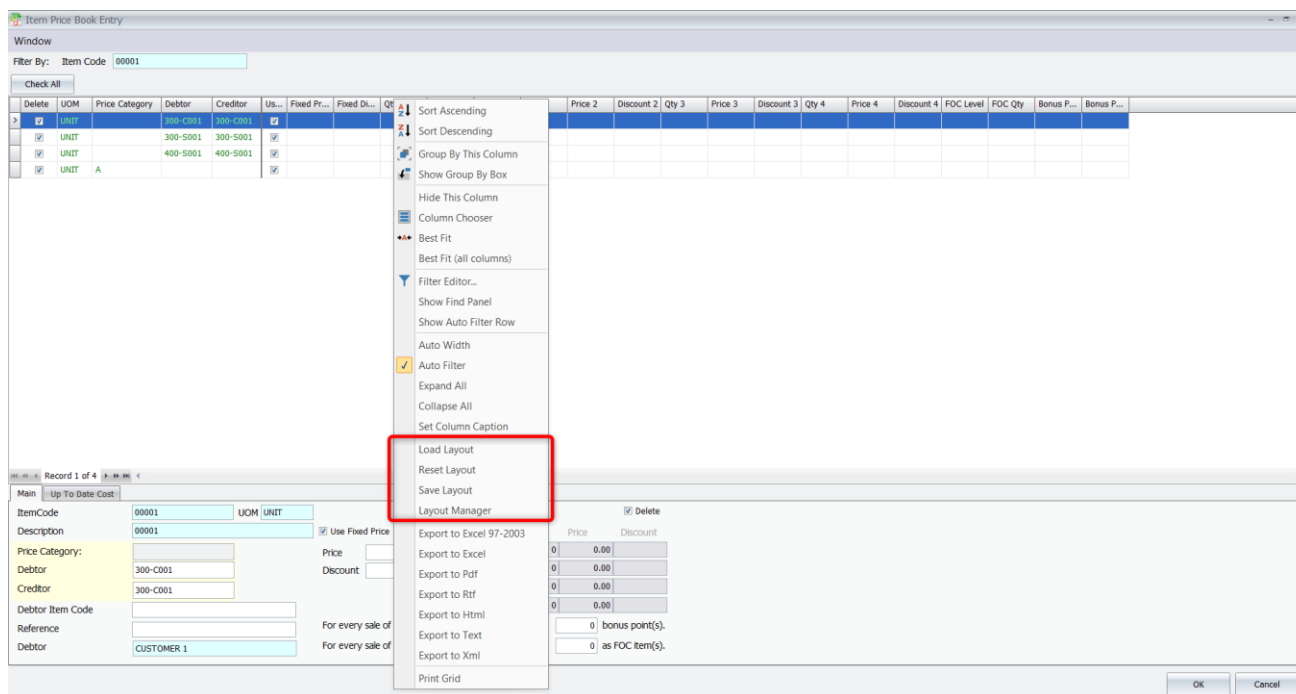 Item Price Book Entry
Window
Filter By: Item Code 00001
Check All
Delete UOM Price Category Debtor Creditor Us... Fixed Pr... Fixed Di... Price 2 Discount 2 Qty 3 Price 3 Discount 3 Qty 4 Price 4 Discount 4 FOC Level FOC Qty Bonus P... Bonus P...
UNIT 300-C001 300-C001
UNIT 300-S001 300-S001
UNIT 400-S001 400-S001
UNIT A
Sort Ascending
Sort Descending
Group By This Column
Show Group By Box
Hide This Column
Column Chooser
Best Fit
Best Fit (all columns)
Filter Editor...
Show Find Panel
Show Auto Filter Row
Auto Width
Auto Filter
Expand All
Collapse All
Set Column Caption
Load Layout
Reset Layout
Save Layout
Layout Manager
Export to Excel 97-2003
Export to Excel
Export to Pdf
Export to Rtf
Export to Html
Export to Text
Export to Xml
Print Grid
Record 1 of 4
Main Up To Date Cost
ItemCode 00001 UOM UNIT Delete
Description 00001 Use Fixed Price Price Discount
Price Category: Price 0 0.00
Debtor 300-C001 Discount 0 0.00
Creditor 300-C001 0 0.00
Debtor Item Code 0 0.00
Reference For every sale of 0 bonus point(s).
Debtor CUSTOMER 1 For every sale of 0 as FOC item(s).
OK Cancel